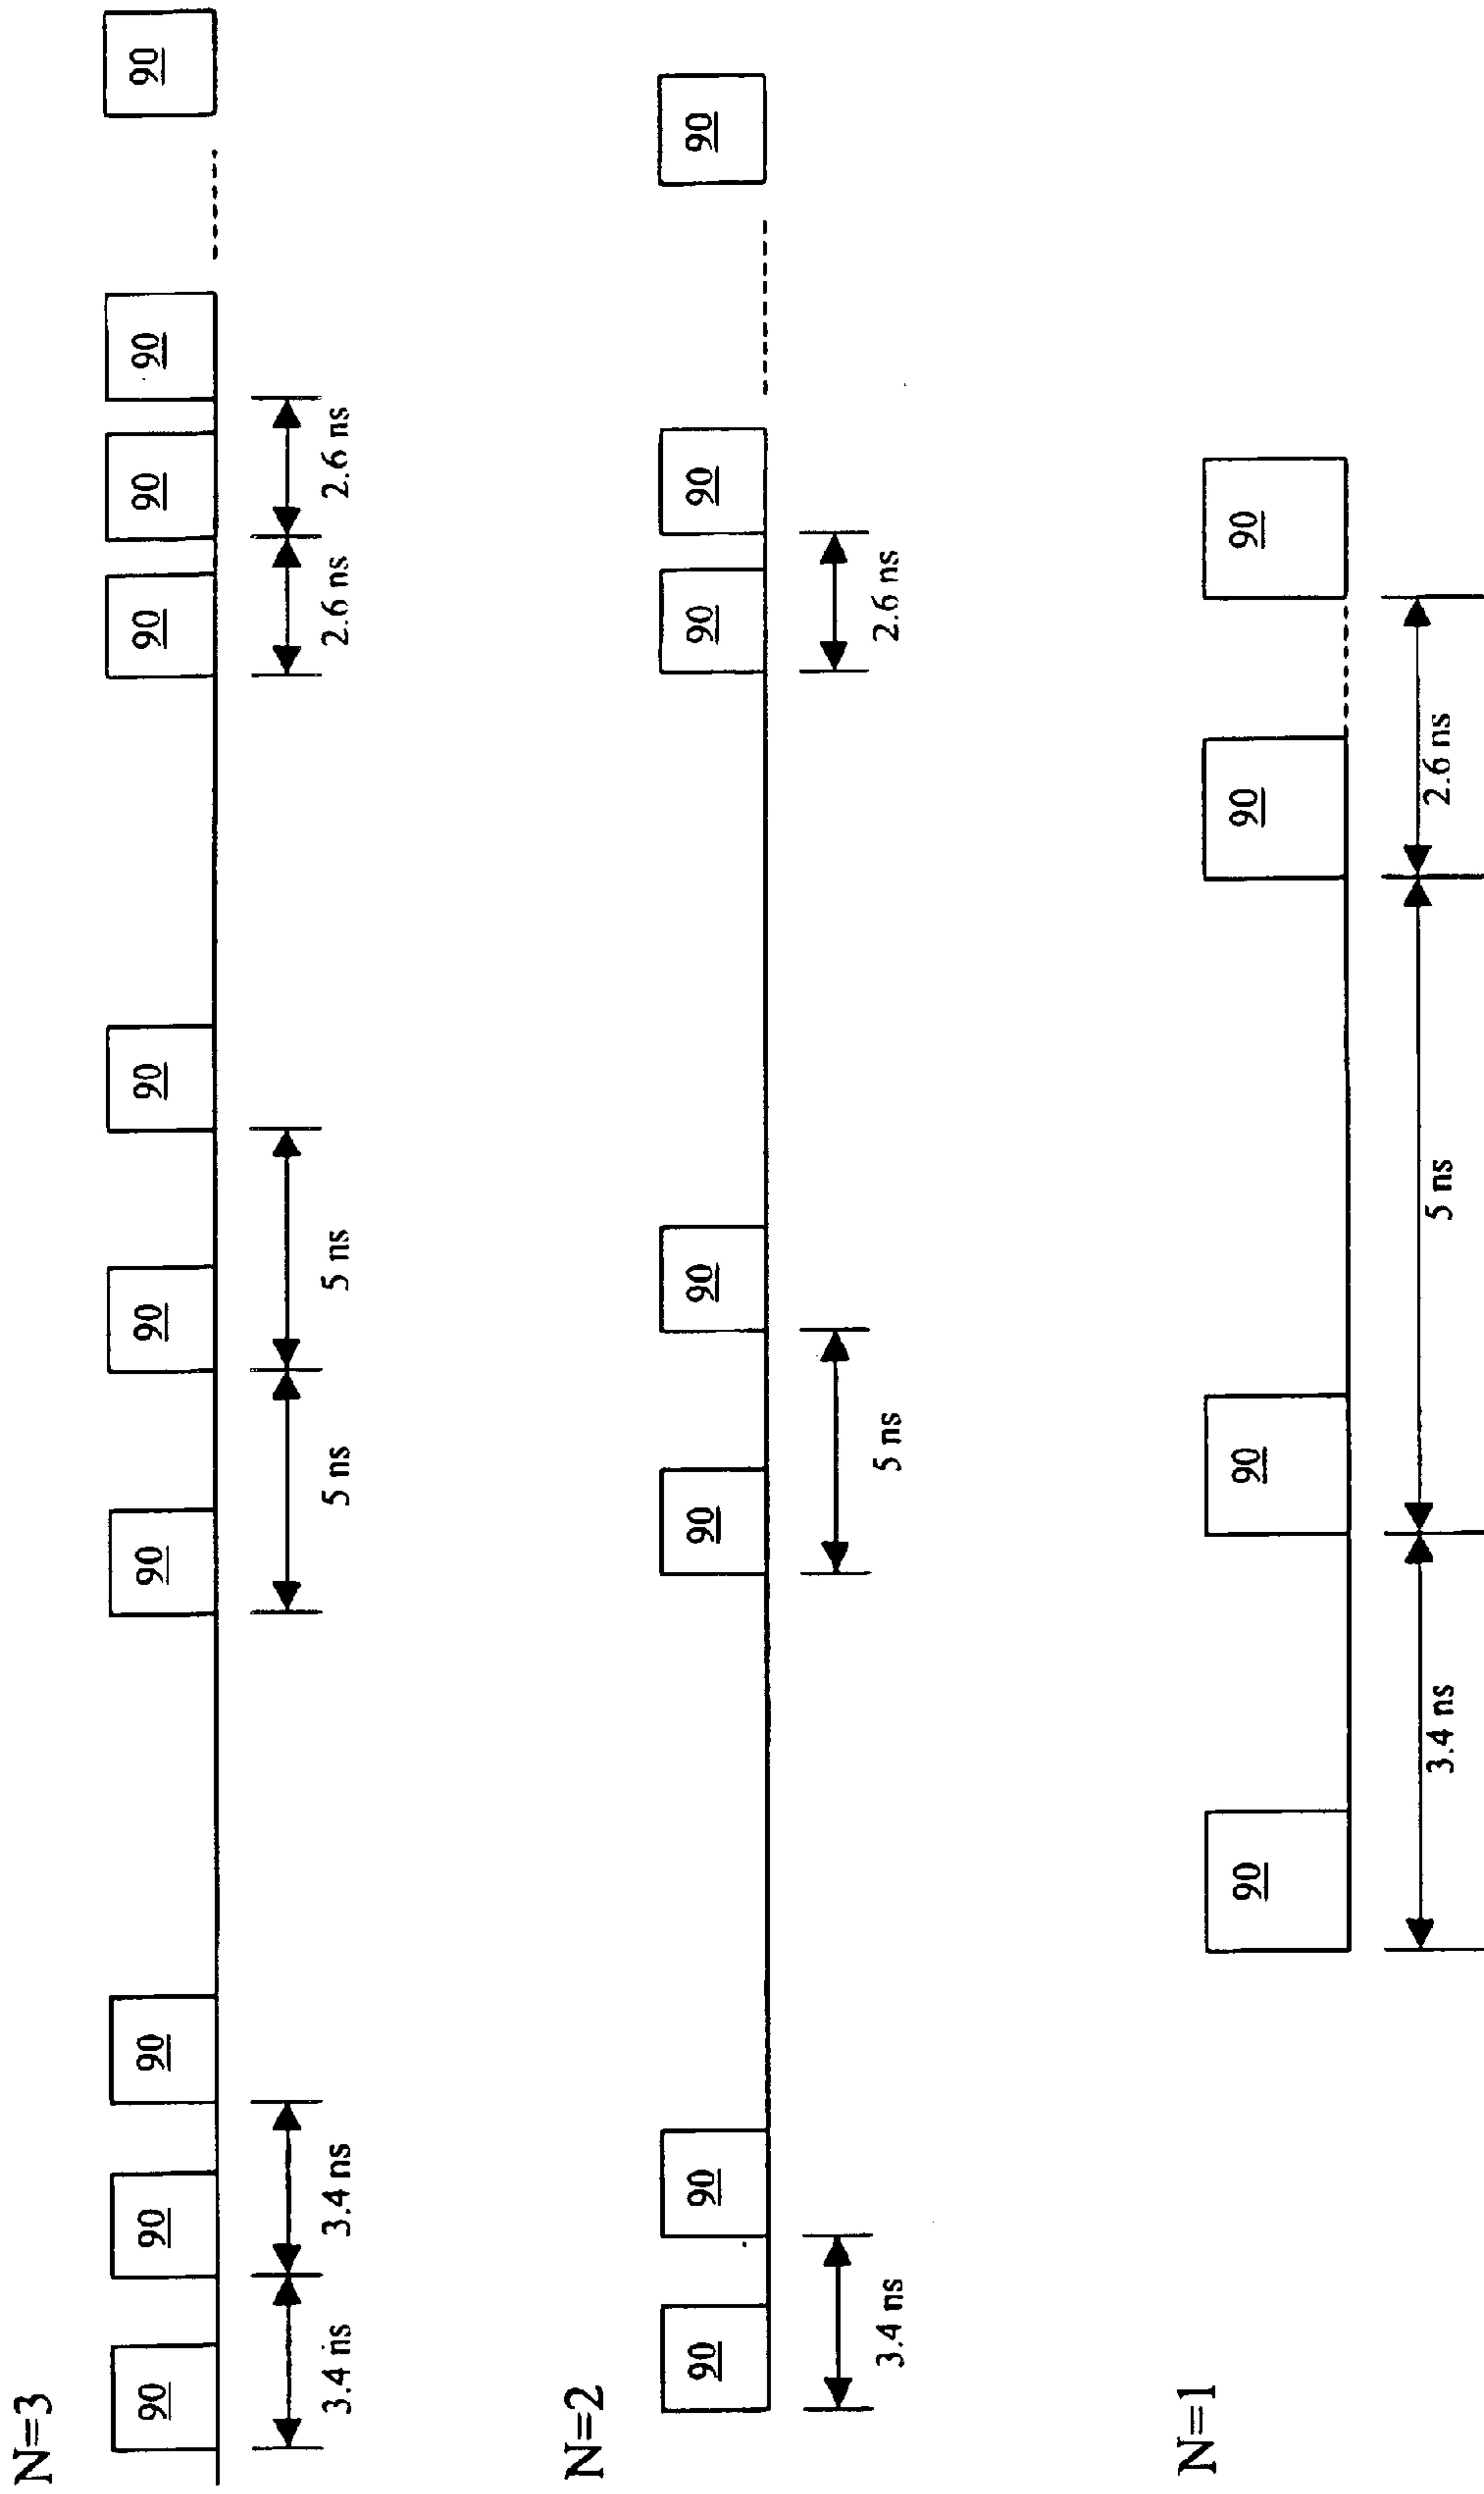 N=3
90 90 90 90 90 90 90 90 90 90
3.4 ns 3.4 ns 5 ns 5 ns 2.6 ns 2.6 ns
N=2
90 90 90 90 90 90 90
3.4 ns 5 ns 2.6 ns
N=1
90 90 90 90
3.4 ns 5 ns 2.6 ns